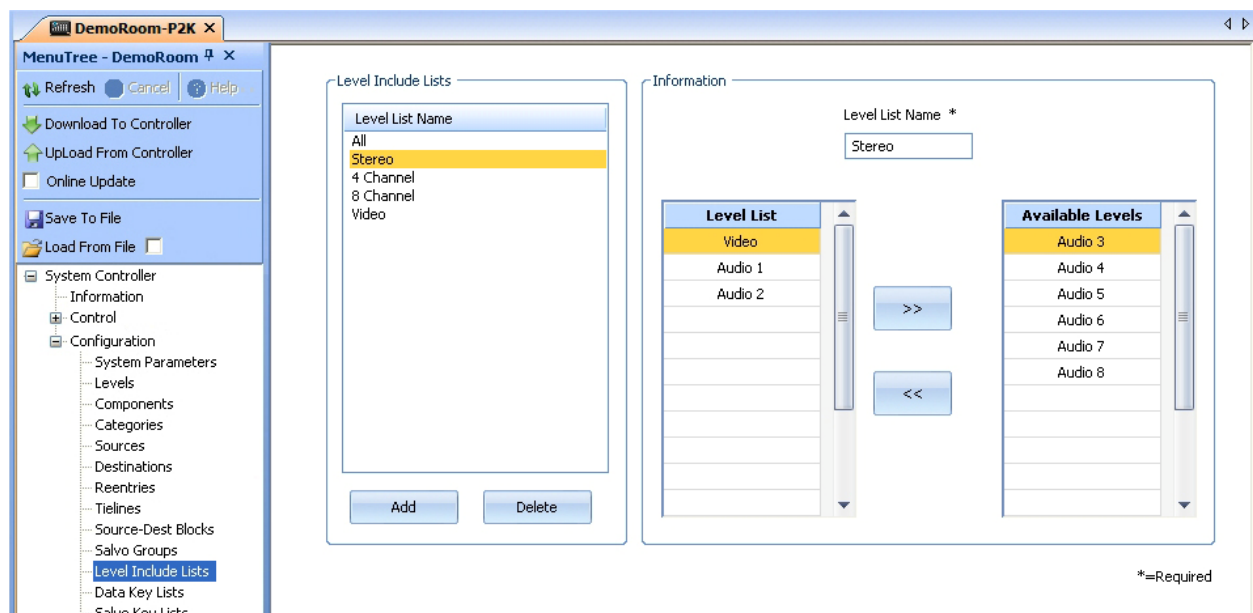 DemoRoom-P2K
MenuTree - DemoRoom
Refresh Cancel Help
Download To Controller
UpLoad From Controller
Online Update
Save To File
Load From File
System Controller
Information
Control
Configuration
System Parameters
Levels
Components
Categories
Sources
Destinations
Reentries
Tielines
Source-Dest Blocks
Salvo Groups
Level Include Lists
Data Key Lists
Salvo Key Lists
Level Include Lists
Level List Name
All
Stereo
4 Channel
8 Channel
Video
Add
Delete
Information
Level List Name *
Stereo
Level List
Video
Audio 1
Audio 2
>>
<<
Available Levels
Audio 3
Audio 4
Audio 5
Audio 6
Audio 7
Audio 8
*=Required